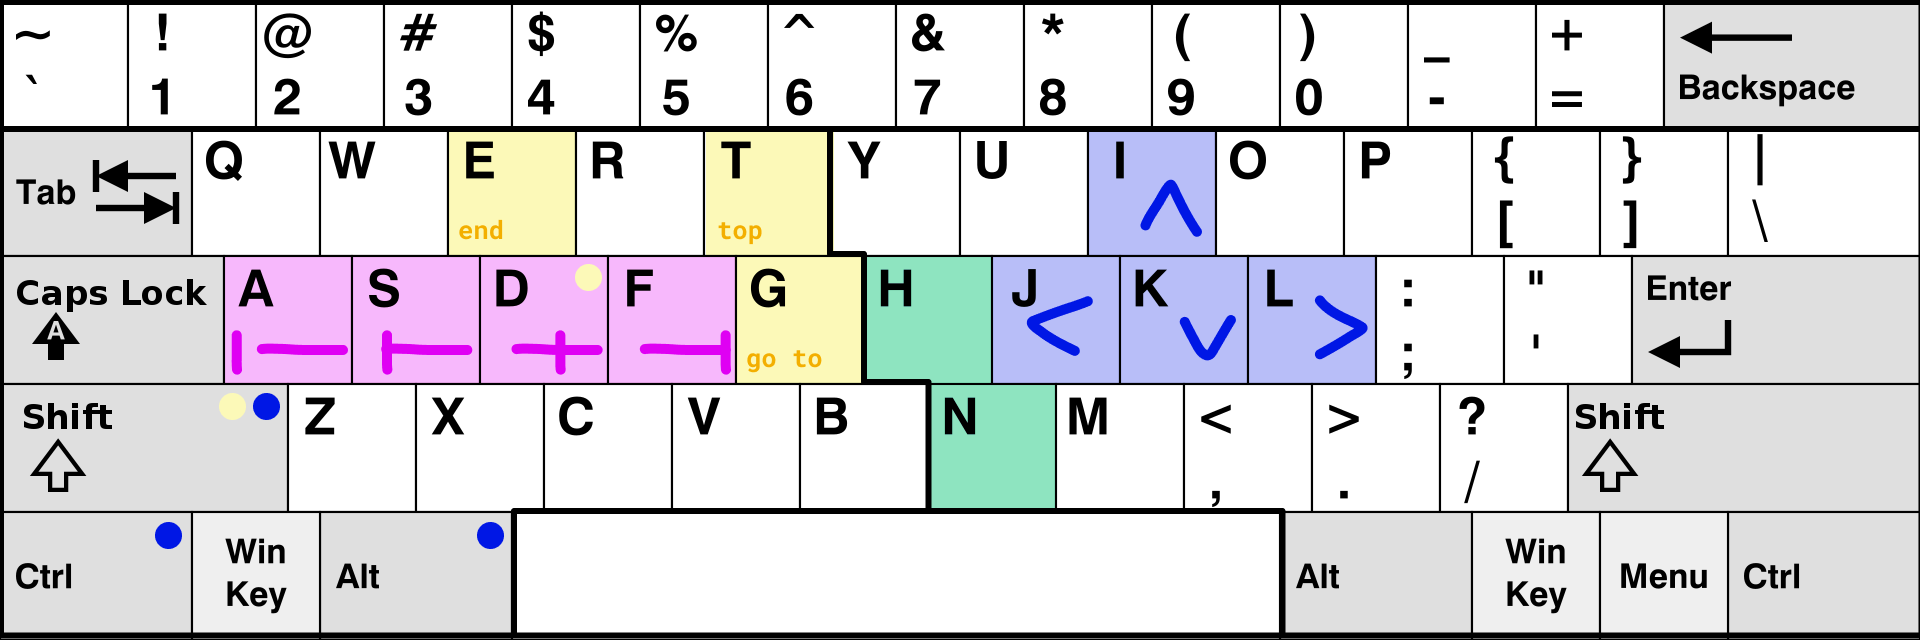 ~ ! @ # $ % ^ & * ( ) _ +
` 1 2 3 4 5 6 7 8 9 0 - = Backspace
Tab Q W E R T Y U I O P { } |
end top [ ] \
Caps Lock A S D F G H J K L : " Enter
A go to ; '
Shift Z X C V B N M < > ? Shift
, . /
Ctrl Win Key Alt Alt Win Key Menu Ctrl